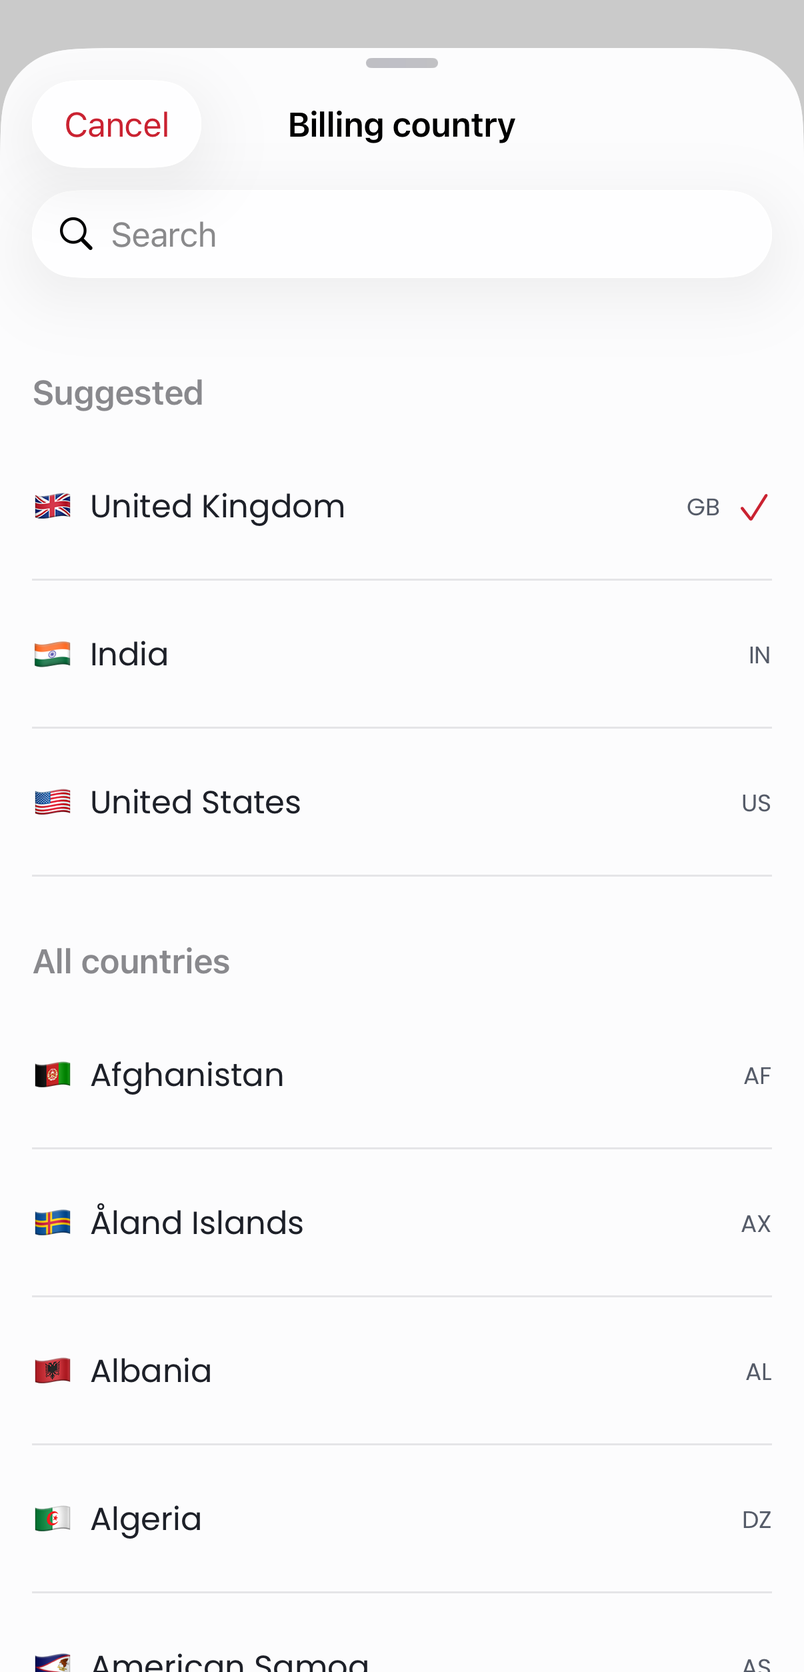 Cancel
Billing country
Search
Suggested
United Kingdom GB
India IN
United States US
All countries
Afghanistan AF
Åland Islands AX
Albania AL
Algeria DZ
American Samoa AS